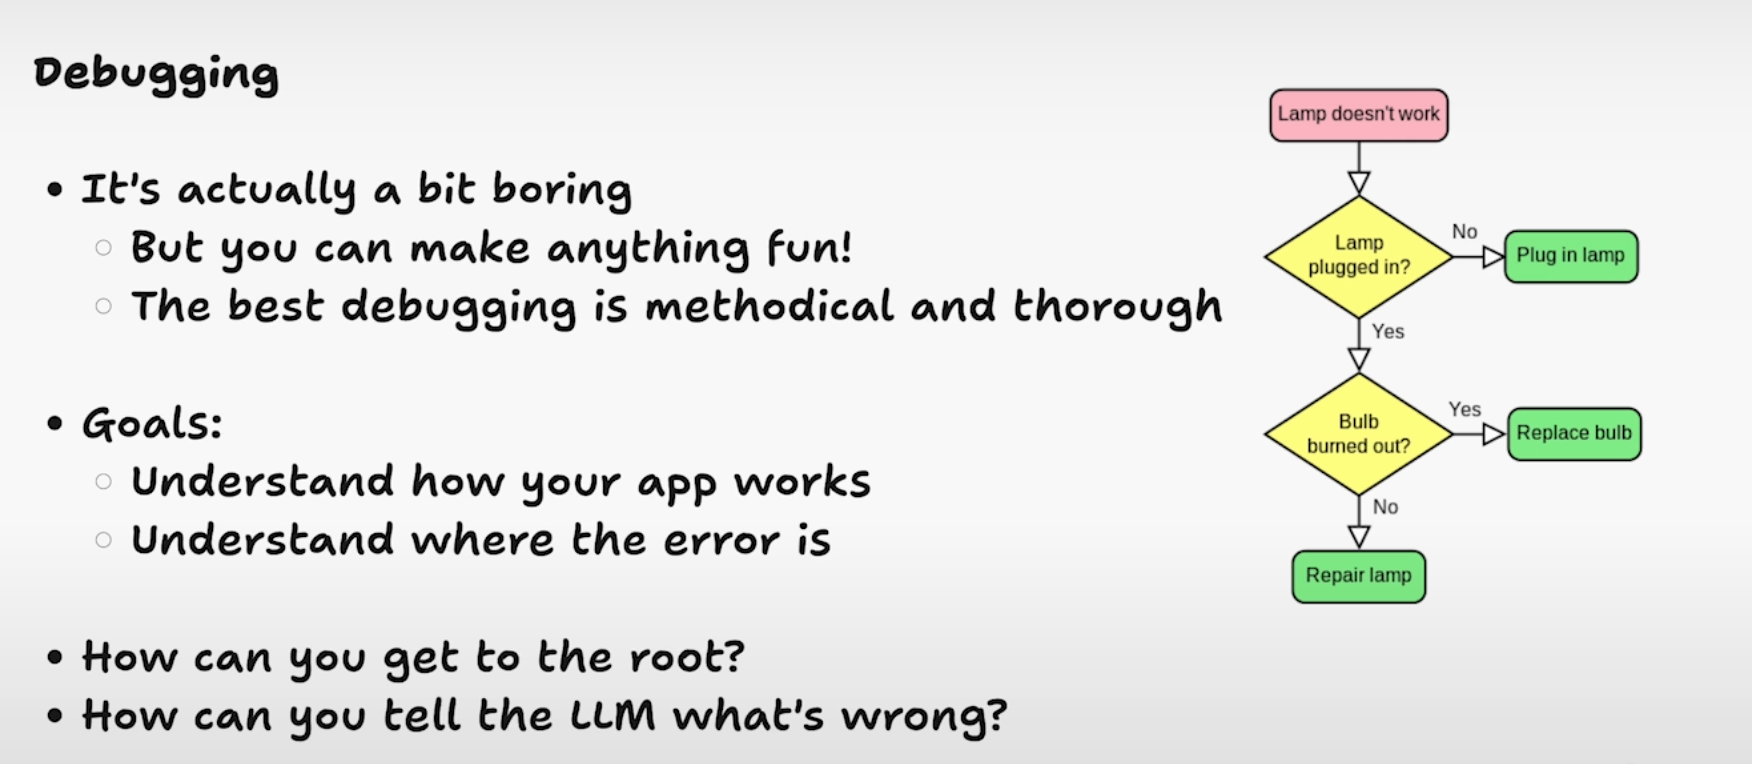 Debugging
• It's actually a bit boring
○ But you can make anything fun!
○ The best debugging is methodical and thorough
• Goals:
○ Understand how your app works
○ Understand where the error is
• How can you get to the root?
• How can you tell the LLM what's wrong?
Lamp doesn't work
Lamp
plugged in?
No
Plug in lamp
Yes
Bulb
burned out?
Yes
Replace bulb
No
Repair lamp